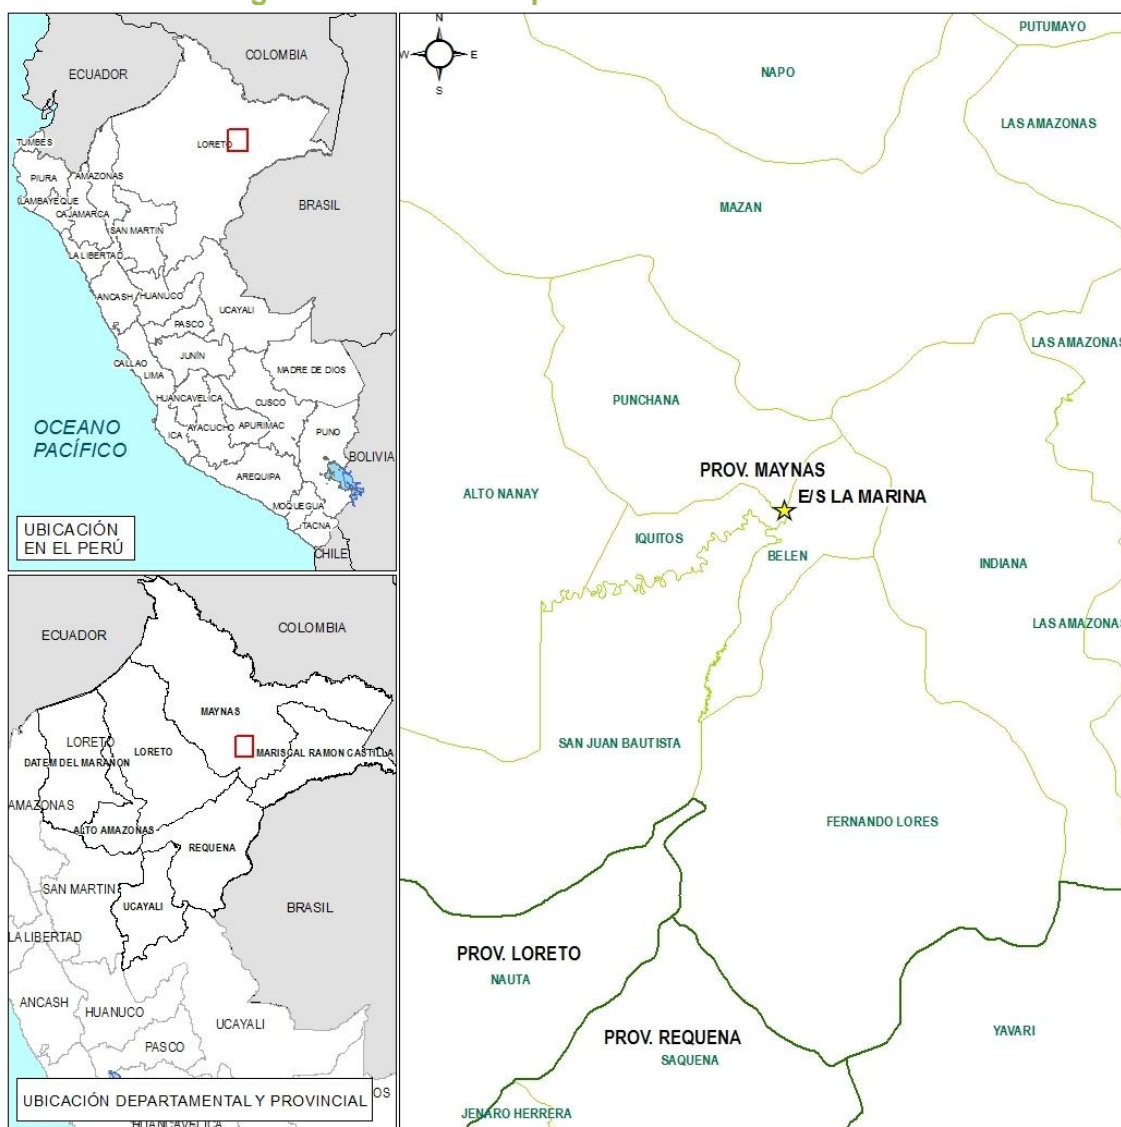 COLOMBIA
ECUADOR
TUMBES
LORETO
PIURA
AMAZONAS
LAMBAYEQUE
CAJAMARCA
BRASIL
SAN MARTIN
LA LIBERTAD
ANCASH
HUANUCO
UCAYALI
PASCO
JUNÍN
CALLAO
LIMA
MADRE DE DIOS
HUANCAVELICA
CUSCO
ICA
AYACUCHO
APURIMAC
PUNO
OCEANO
PACÍFICO
BOLIVIA
AREQUIPA
MOQUEGUA
TACNA
CHILE
UBICACIÓN
EN EL PERÚ
ECUADOR
COLOMBIA
MAYNAS
LORETO
LORETO
MARISCAL RAMON CASTILLA
DATEM DEL MARAÑON
AMAZONAS
ALTO AMAZONAS
REQUENA
SAN MARTIN
UCAYALI
BRASIL
LA LIBERTAD
ANCASH
HUANUCO
UCAYALI
PASCO
OS
UBICACIÓN DEPARTAMENTAL Y PROVINCIAL
HUANCAVELICA
N
W
E
S
PUTUMAYO
NAPO
LAS AMAZONAS
MAZAN
LAS AMAZONAS
PUNCHANA
PROV. MAYNAS
ALTO NANAY
E/S LA MARINA
IQUITOS
BELEN
INDIANA
LAS AMAZONAS
SAN JUAN BAUTISTA
FERNANDO LORES
PROV. LORETO
NAUTA
PROV. REQUENA
SAQUENA
YAVARI
JENARO HERRERA